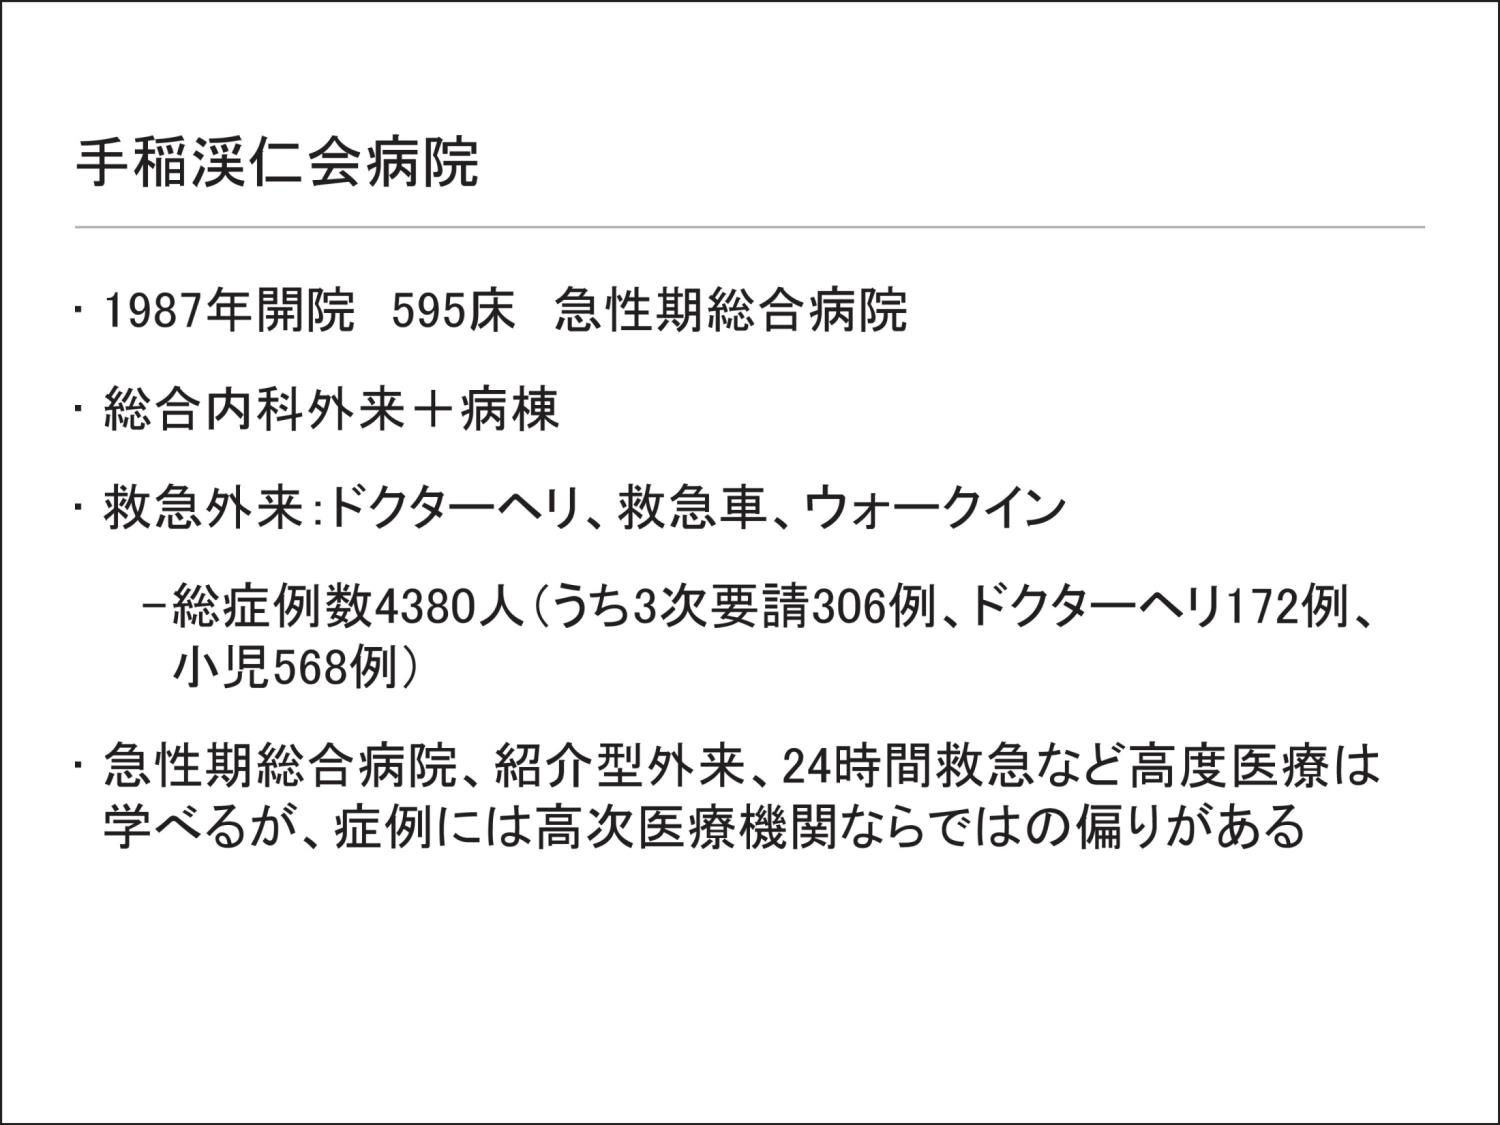 手稲渓仁会病院
・1987年開院　595床　急性期総合病院
・総合内科外来＋病棟
・救急外来：ドクターヘリ、救急車、ウォークイン
－総症例数4380人（うち3次要請306例、ドクターヘリ172例、
小児568例）
・急性期総合病院、紹介型外来、24時間救急など高度医療は
学べるが、症例には高次医療機関ならではの偏りがある